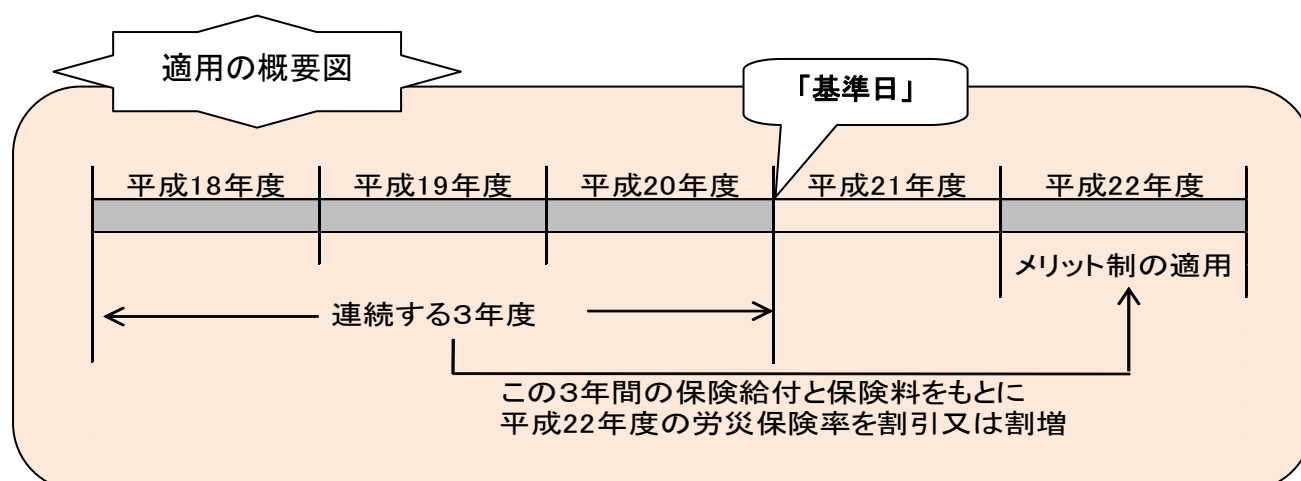 適用の概要図
「基準日」
平成18年度 平成19年度 平成20年度 平成21年度 平成22年度
メリット制の適用
連続する3年度
この3年間の保険給付と保険料をもとに
平成22年度の労災保険率を割引又は割増